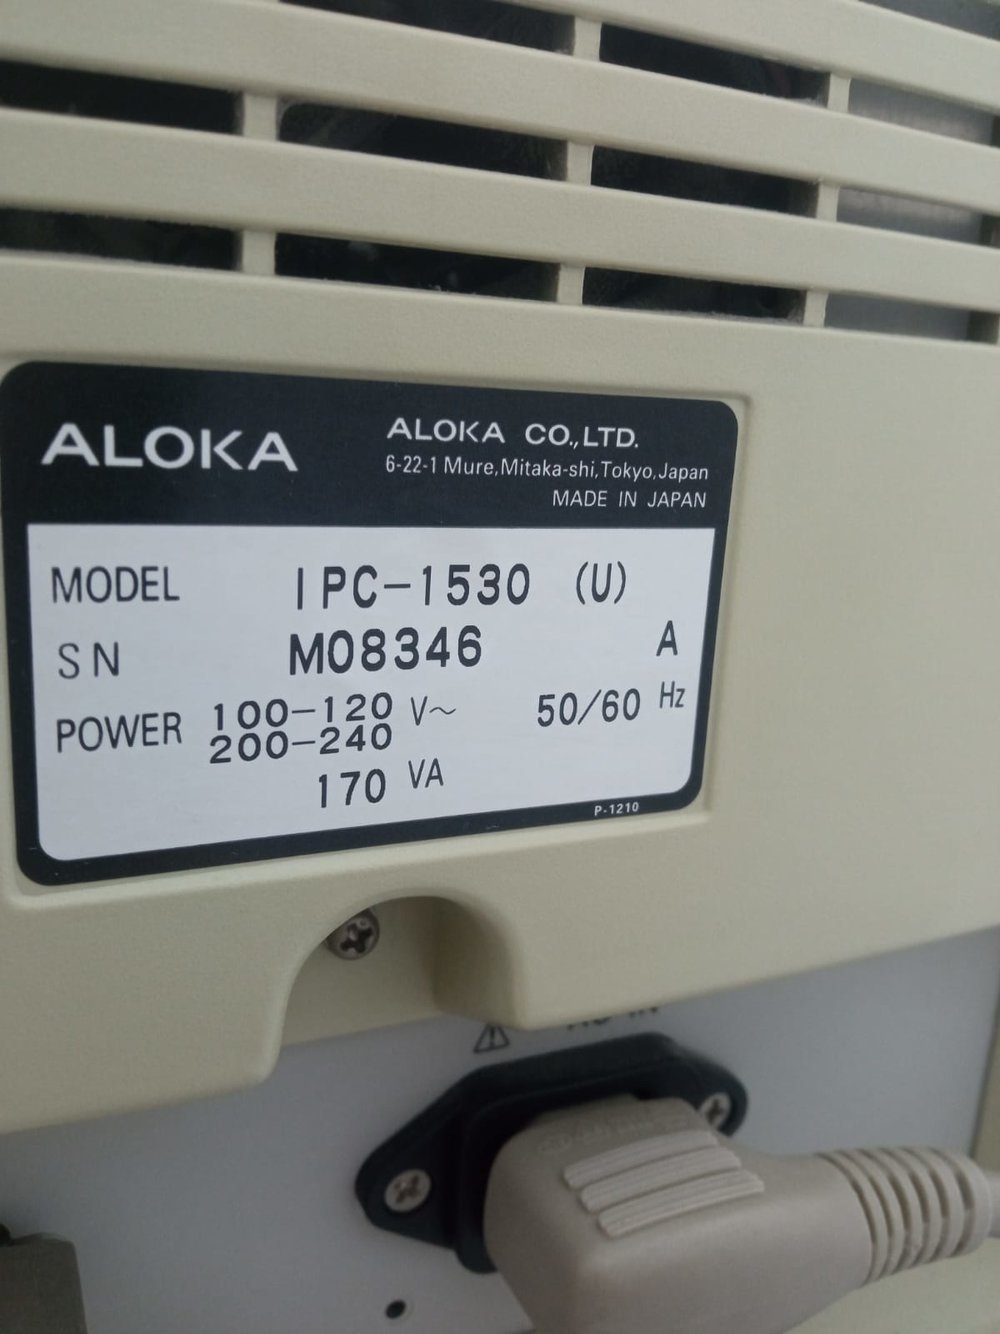 ALOKA
ALOKA CO.,LTD.
6-22-1 Mure,Mitaka-shi,Tokyo,Japan
MADE IN JAPAN
MODEL IPC-1530 (U)
SN M08346 A
POWER 100-120 V~ 50/60 Hz
200-240
170 VA
P-1210